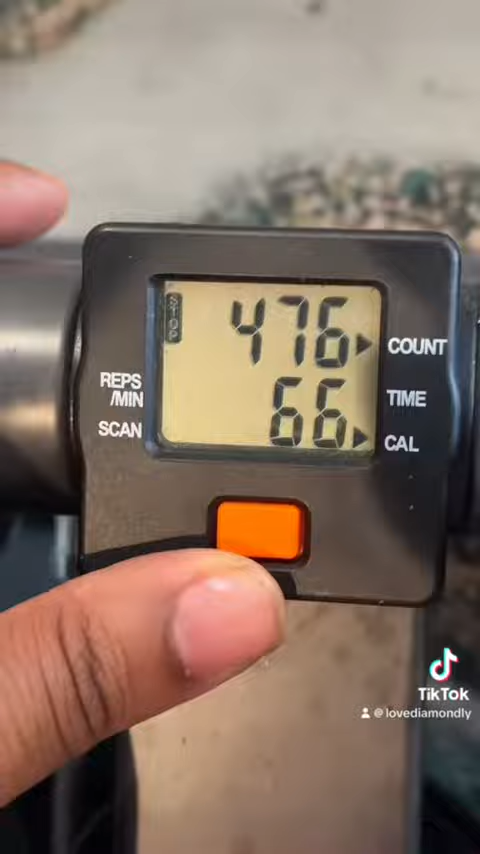 STOP
476
COUNT
REPS
/MIN
66
TIME
SCAN
CAL
TikTok
@lovediamondly